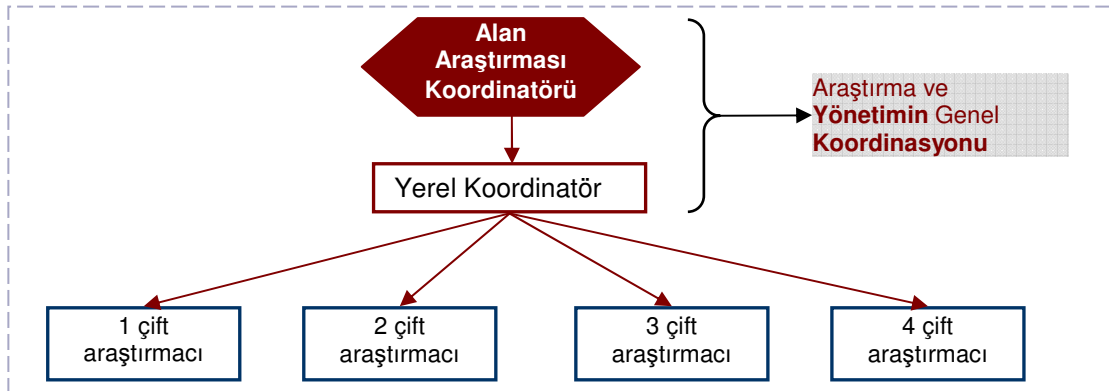 Alan
Araştırması
Koordinatörü
Araştırma ve
Yönetimin Genel
Koordinasyonu
Yerel Koordinatör
1 çift
araştırmacı
2 çift
araştırmacı
3 çift
araştırmacı
4 çift
araştırmacı